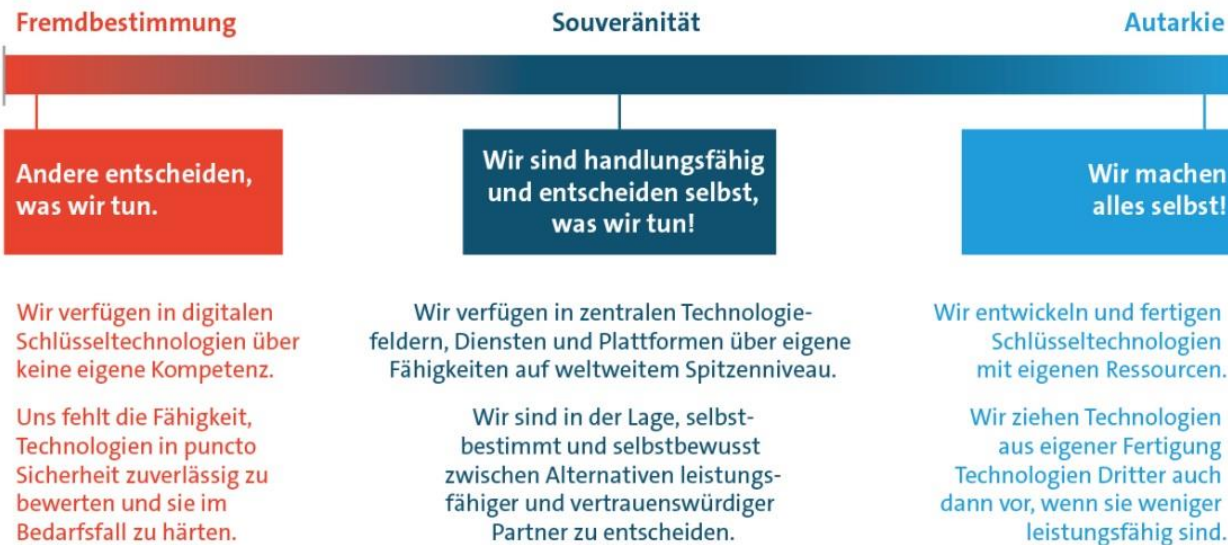 Fremdbestimmung
Souveränität
Autarkie
Andere entscheiden,
was wir tun.
Wir sind handlungsfähig
und entscheiden selbst,
was wir tun!
Wir machen
alles selbst!
Wir verfügen in digitalen
Schlüsseltechnologien über
keine eigene Kompetenz.
Uns fehlt die Fähigkeit,
Technologien in puncto
Sicherheit zuverlässig zu
bewerten und sie im
Bedarfsfall zu härten.
Wir verfügen in zentralen Technologie-
feldern, Diensten und Plattformen über eigene
Fähigkeiten auf weltweitem Spitzenniveau.
Wir sind in der Lage, selbst-
bestimmt und selbstbewusst
zwischen Alternativen leistungs-
fähiger und vertrauenswürdiger
Partner zu entscheiden.
Wir entwickeln und fertigen
Schlüsseltechnologien
mit eigenen Ressourcen.
Wir ziehen Technologien
aus eigener Fertigung
Technologien Dritter auch
dann vor, wenn sie weniger
leistungsfähig sind.